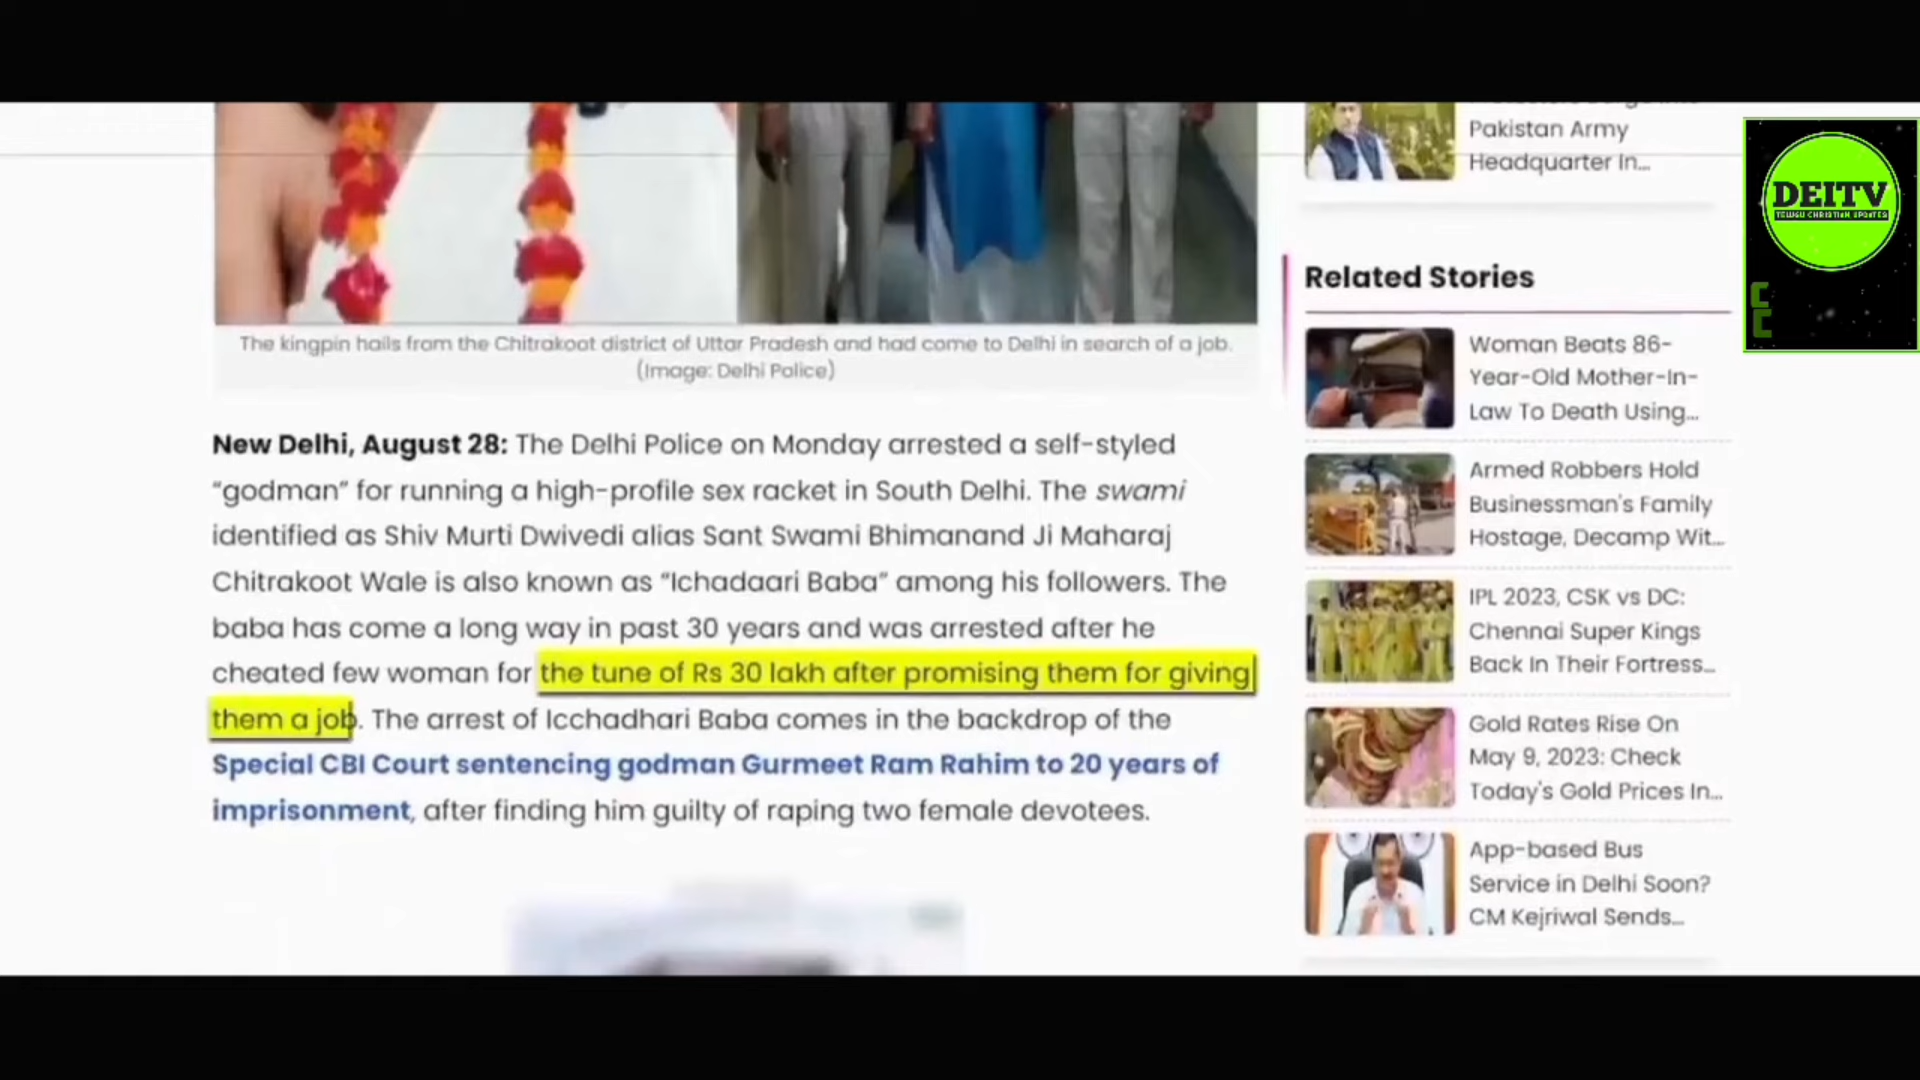 Pakistan Army
Headquarter In...
DEITV
TELUGU CHRISTIAN UPDATES
Related Stories
The kingpin hails from the Chitrakoot district of Uttar Pradesh and had come to Delhi in search of a job.
(Image: Delhi Police)
New Delhi, August 28: The Delhi Police on Monday arrested a self-styled
“godman” for running a high-profile sex racket in South Delhi. The swami
identified as Shiv Murti Dwivedi alias Sant Swami Bhimanand Ji Maharaj
Chitrakoot Wale is also known as “Ichadaari Baba” among his followers. The
baba has come a long way in past 30 years and was arrested after he
cheated few woman for the tune of Rs 30 lakh after promising them for giving
them a job. The arrest of Icchadhari Baba comes in the backdrop of the
Special CBI Court sentencing godman Gurmeet Ram Rahim to 20 years of
imprisonment, after finding him guilty of raping two female devotees.
Woman Beats 86-
Year-Old Mother-In-
Law To Death Using...
Armed Robbers Hold
Businessman's Family
Hostage, Decamp Wit...
IPL 2023, CSK vs DC:
Chennai Super Kings
Back In Their Fortress...
Gold Rates Rise On
May 9, 2023: Check
Today's Gold Prices In...
App-based Bus
Service in Delhi Soon?
CM Kejriwal Sends...